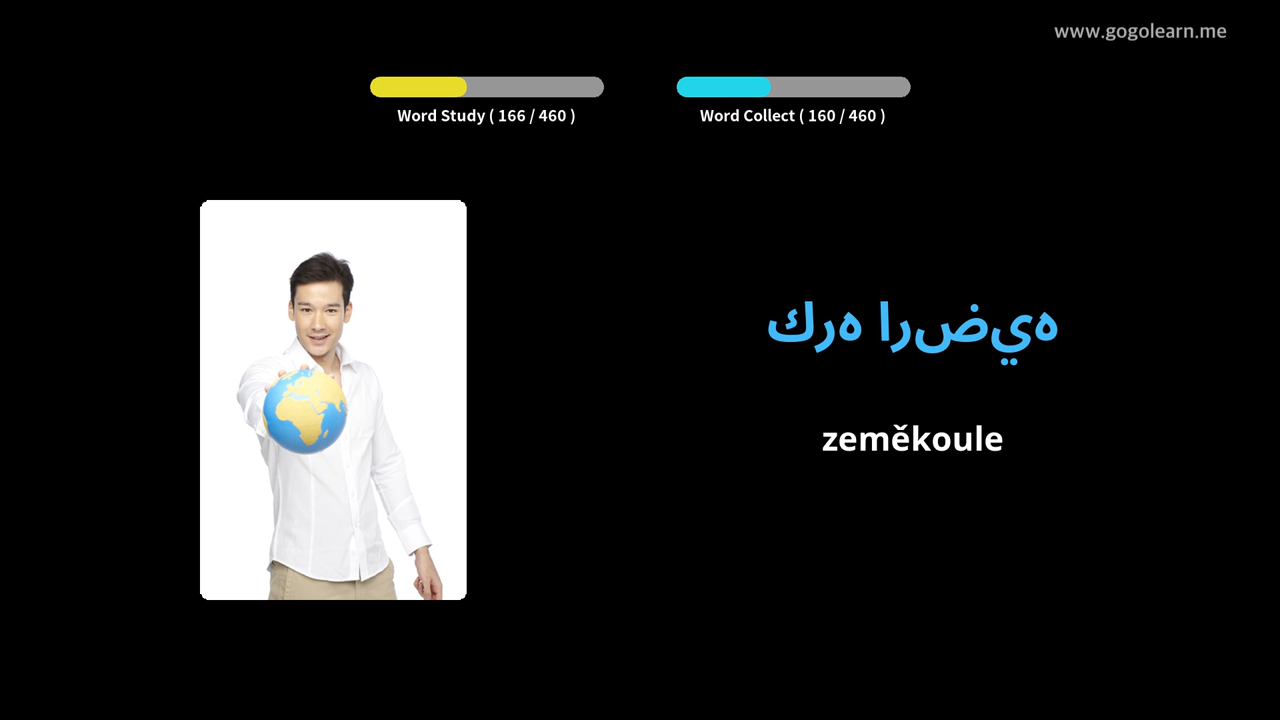 www.gogolearn.me
Word Study ( 166 / 460 )
Word Collect ( 160 / 460 )
كره ارضيه
zeměkoule